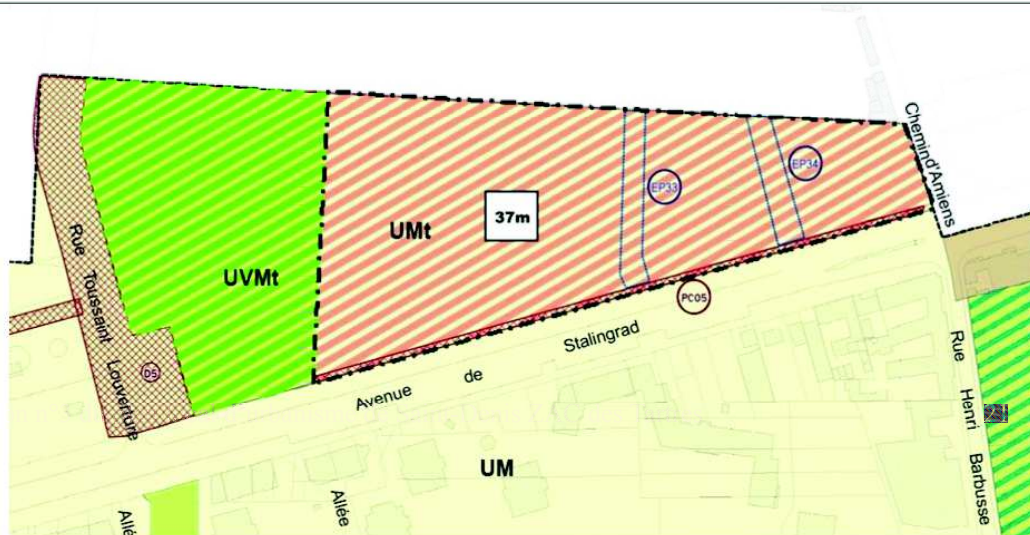 Chemin d'Amiens
EP34
EP33
37m
UMt
UVMt
PC05
Rue Toussaint Louverture
D5
Avenue de Stalingrad
Rue Henri Barbusse
UM
Allée
Allé